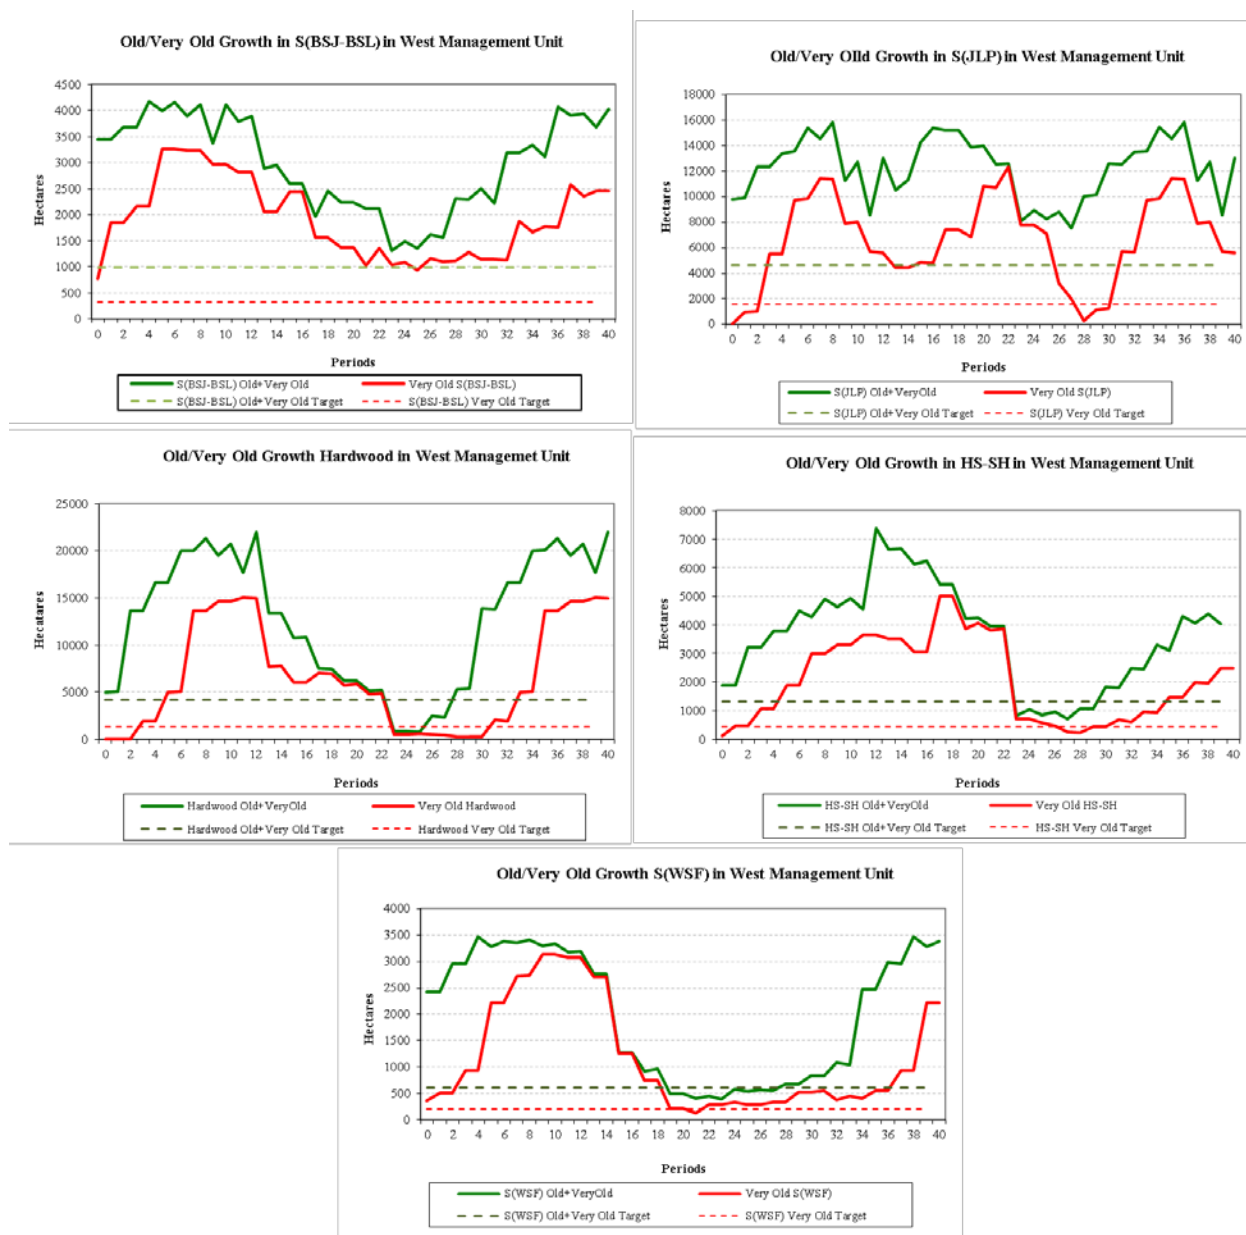 Old/Very Old Growth in S(BSJ-BSL) in West Management Unit
4500
4000
3500
3000
2500
2000
1500
1000
500
0
Hectares
0 2 4 6 8 10 12 14 16 18 20 22 24 26 28 30 32 34 36 38 40
Periods
S(BSJ-BSL) Old+Very Old Very Old S(BSJ-BSL)
S(BSJ-BSL) Old+Very Old Target S(BSJ-BSL) Very Old Target
Old/Very OIld Growth in S(JLP) in West Management Unit
18000
16000
14000
12000
10000
8000
6000
4000
2000
0
Hectares
0 2 4 6 8 10 12 14 16 18 20 22 24 26 28 30 32 34 36 38 40
Periods
S(JLP) Old+VeryOld Very Old S(JLP)
S(JLP) Old+Very Old Target S(JLP) Very Old Target
Old/Very Old Growth Hardwood in West Managemet Unit
25000
20000
15000
10000
5000
0
Hecatares
0 2 4 6 8 10 12 14 16 18 20 22 24 26 28 30 32 34 36 38 40
Periods
Hardwood Old+VeryOld Very Old Hardwood
Hardwood Old+Very Old Target Hardwood Very Old Target
Old/Very Old Growth in HS-SH in West Management Unit
8000
7000
6000
5000
4000
3000
2000
1000
0
Hectares
0 2 4 6 8 10 12 14 16 18 20 22 24 26 28 30 32 34 36 38 40
Periods
HS-SH Old+VeryOld Very Old HS-SH
HS-SH Old+Very Old Target HS-SH Very Old Target
Old/Very Old Growth S(WSF) in West Management Unit
4000
3500
3000
2500
2000
1500
1000
500
0
Hectares
0 2 4 6 8 10 12 14 16 18 20 22 24 26 28 30 32 34 36 38 40
Periods
S(WSF) Old+VeryOld Very Old S(WSF)
S(WSF) Old+Very Old Target S(WSF) Very Old Target